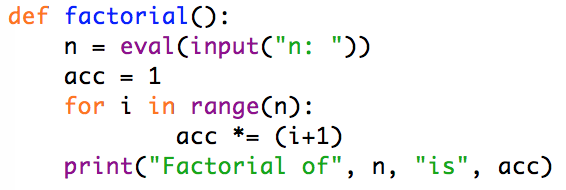 def factorial():
    n = eval(input("n: "))
    acc = 1
    for i in range(n):
            acc *= (i+1)
    print("Factorial of", n, "is", acc)